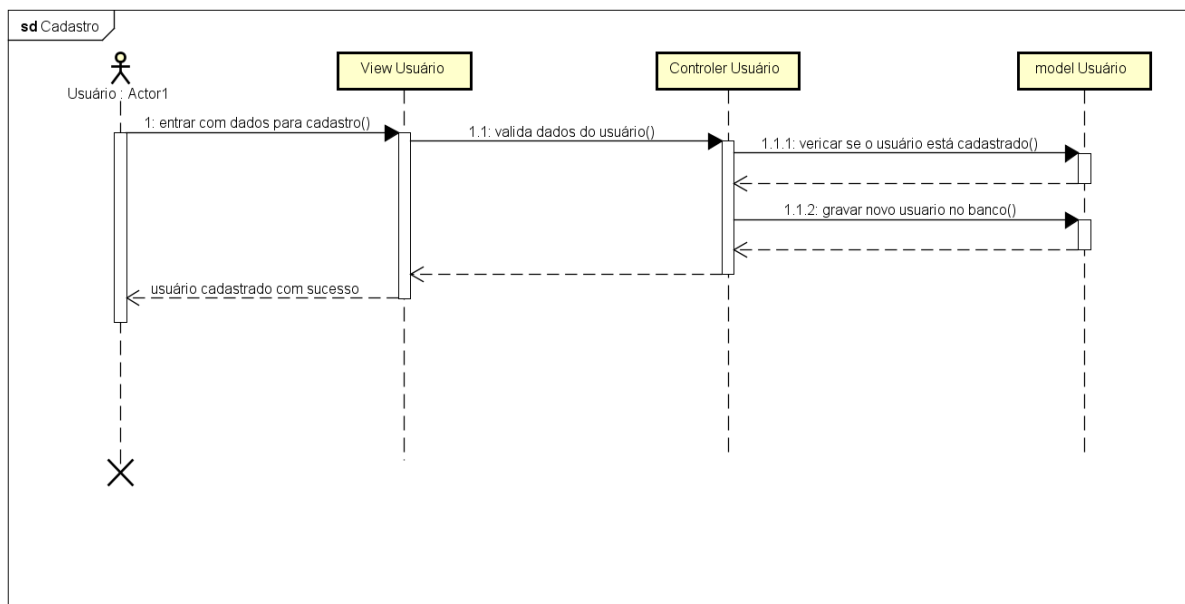 sd Cadastro
Usuário : Actor1
View Usuário
Controler Usuário
model Usuário
1: entrar com dados para cadastro()
1.1: valida dados do usuário()
1.1.1: vericar se o usuário está cadastrado()
1.1.2: gravar novo usuario no banco()
usuário cadastrado com sucesso